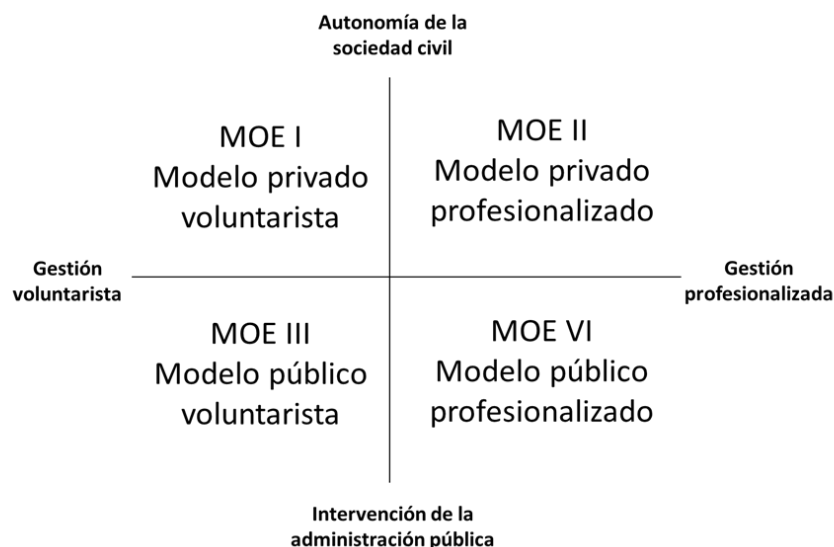 Autonomía de la
sociedad civil
MOE I
Modelo privado
voluntarista
MOE II
Modelo privado
profesionalizado
Gestión
voluntarista
Gestión
profesionalizada
MOE III
Modelo público
voluntarista
MOE VI
Modelo público
profesionalizado
Intervención de la
administración pública